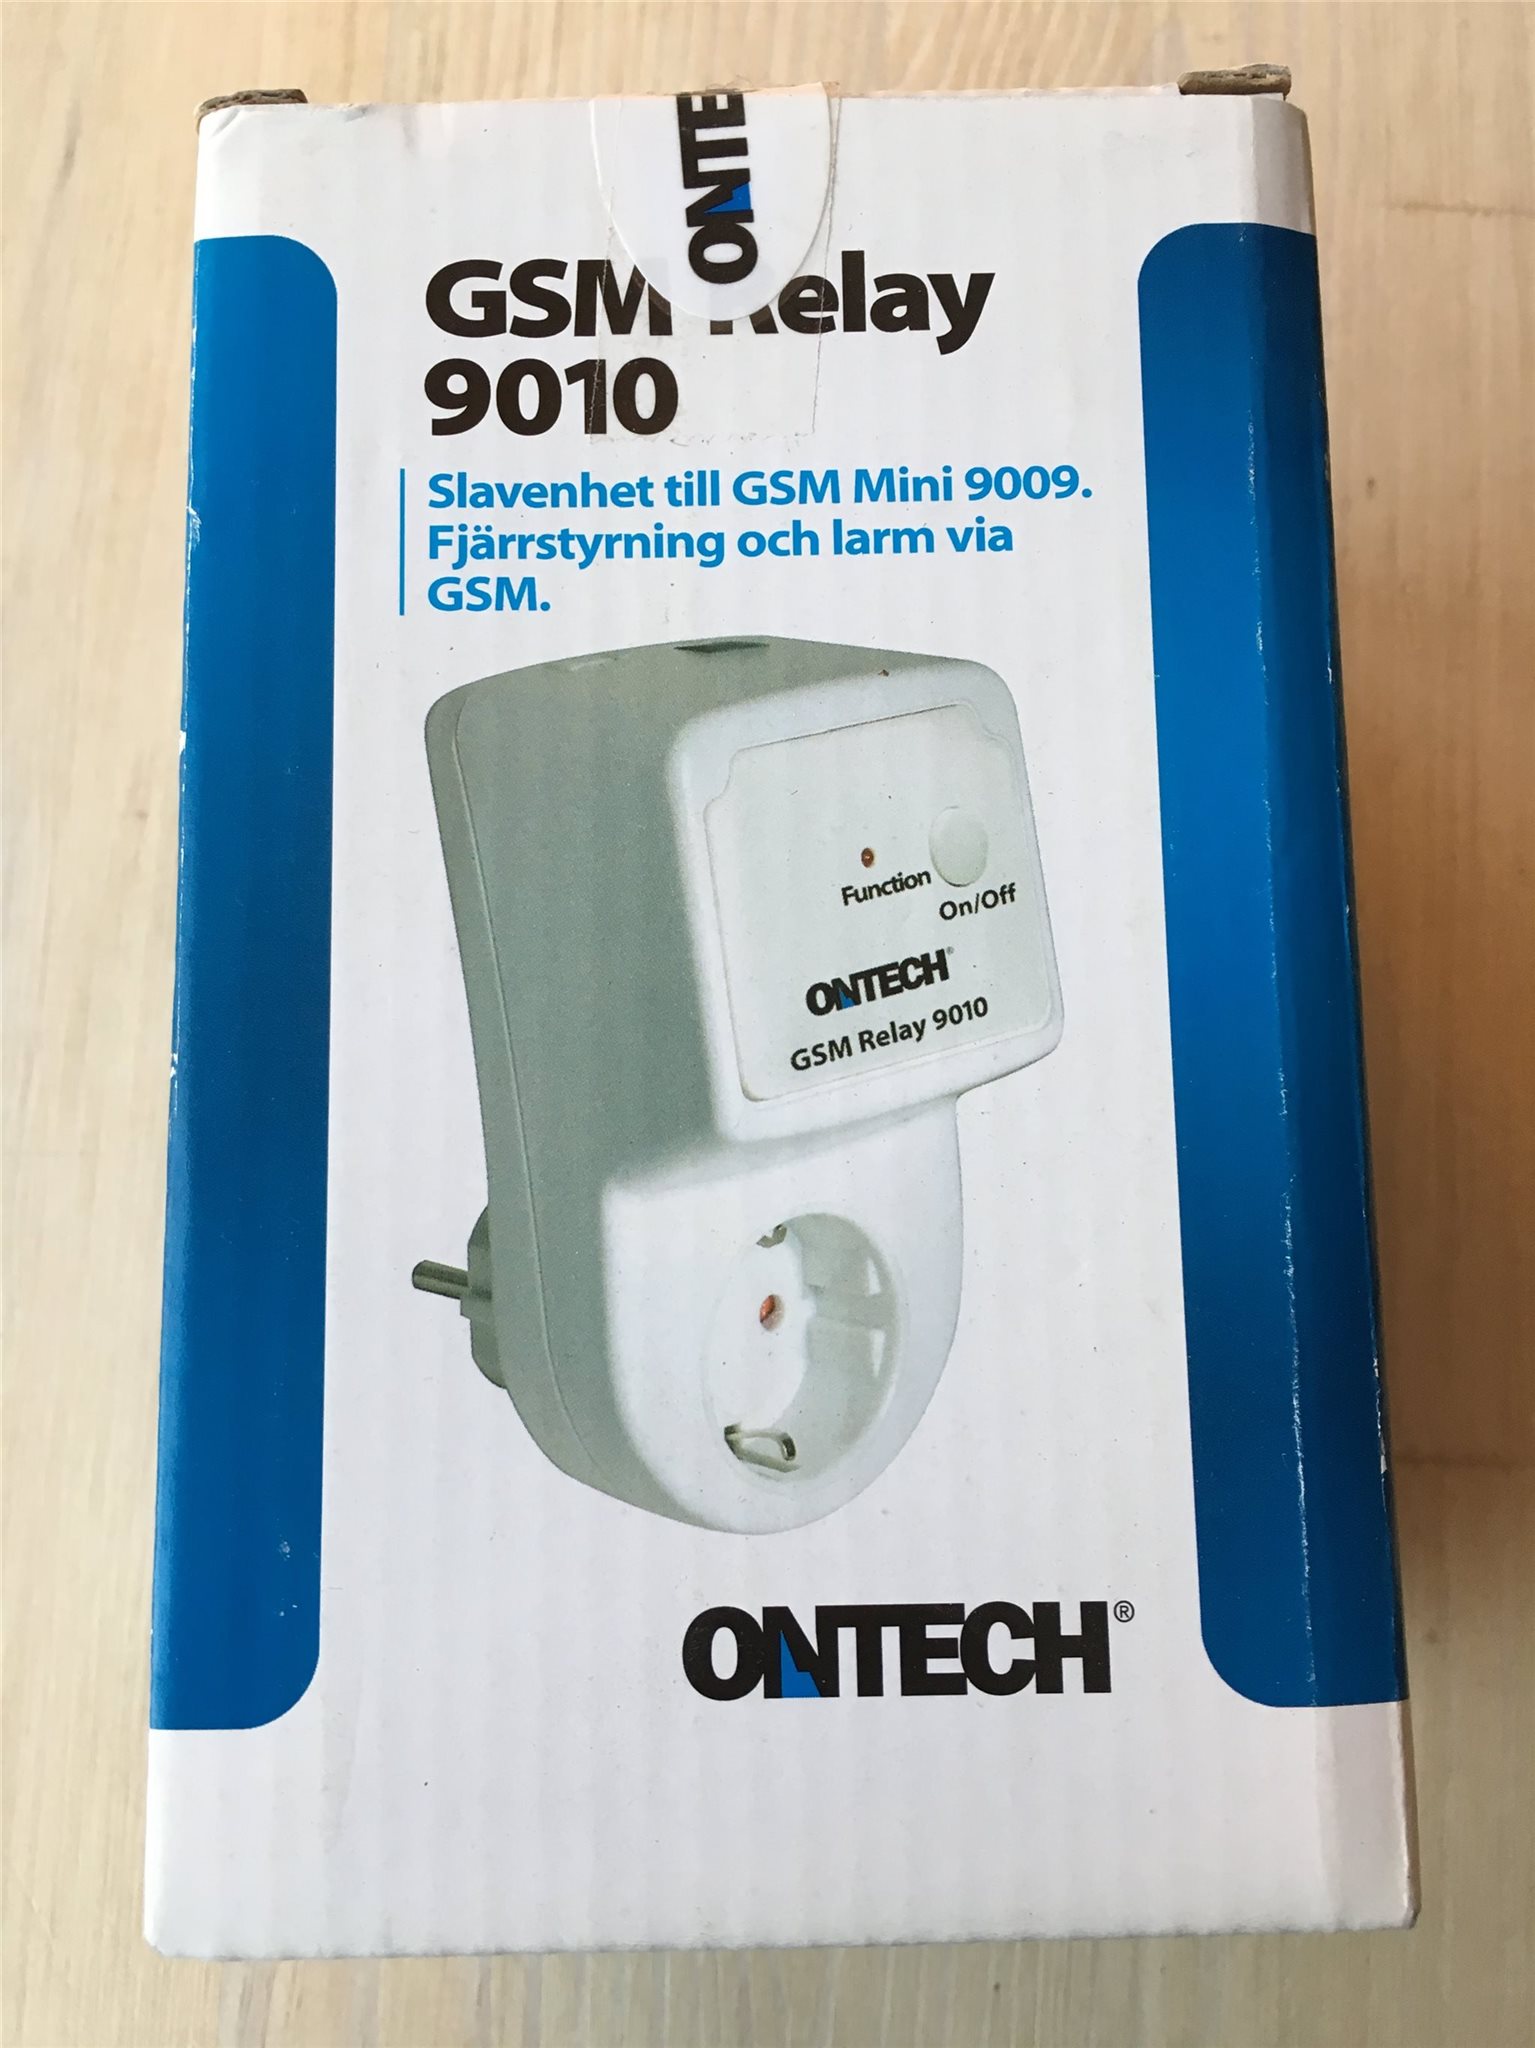 ONTE
GSM Relay
9010
Slavenhet till GSM Mini 9009.
Fjärrstyrning och larm via
GSM.
Function
On/Off
ONTECH®
GSM Relay 9010
ONTECH®